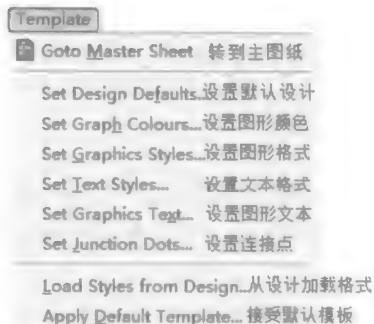 Template
Goto Master Sheet 转到主图纸
Set Design Defaults...设置默认设计
Set Graph Colours...设置图形颜色
Set Graphics Styles...设置图形格式
Set Text Styles... 设置文本格式
Set Graphics Text... 设置图形文本
Set Junction Dots... 设置连接点
Load Styles from Design...从设计加载格式
Apply Default Template... 接受默认模板